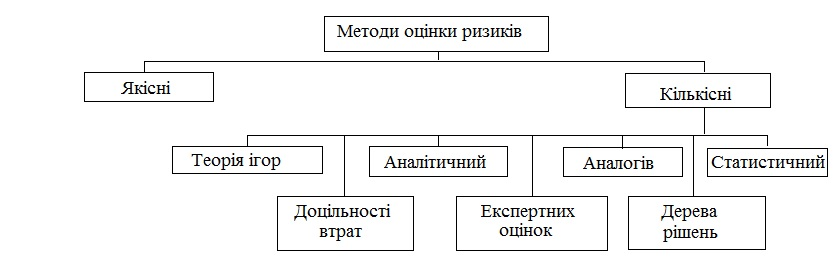 Методи оцінки ризиків
Якісні
Кількісні
Теорія ігор
Аналітичний
Аналогів
Статистичний
Доцільності
втрат
Експертних
оцінок
Дерева
рішень